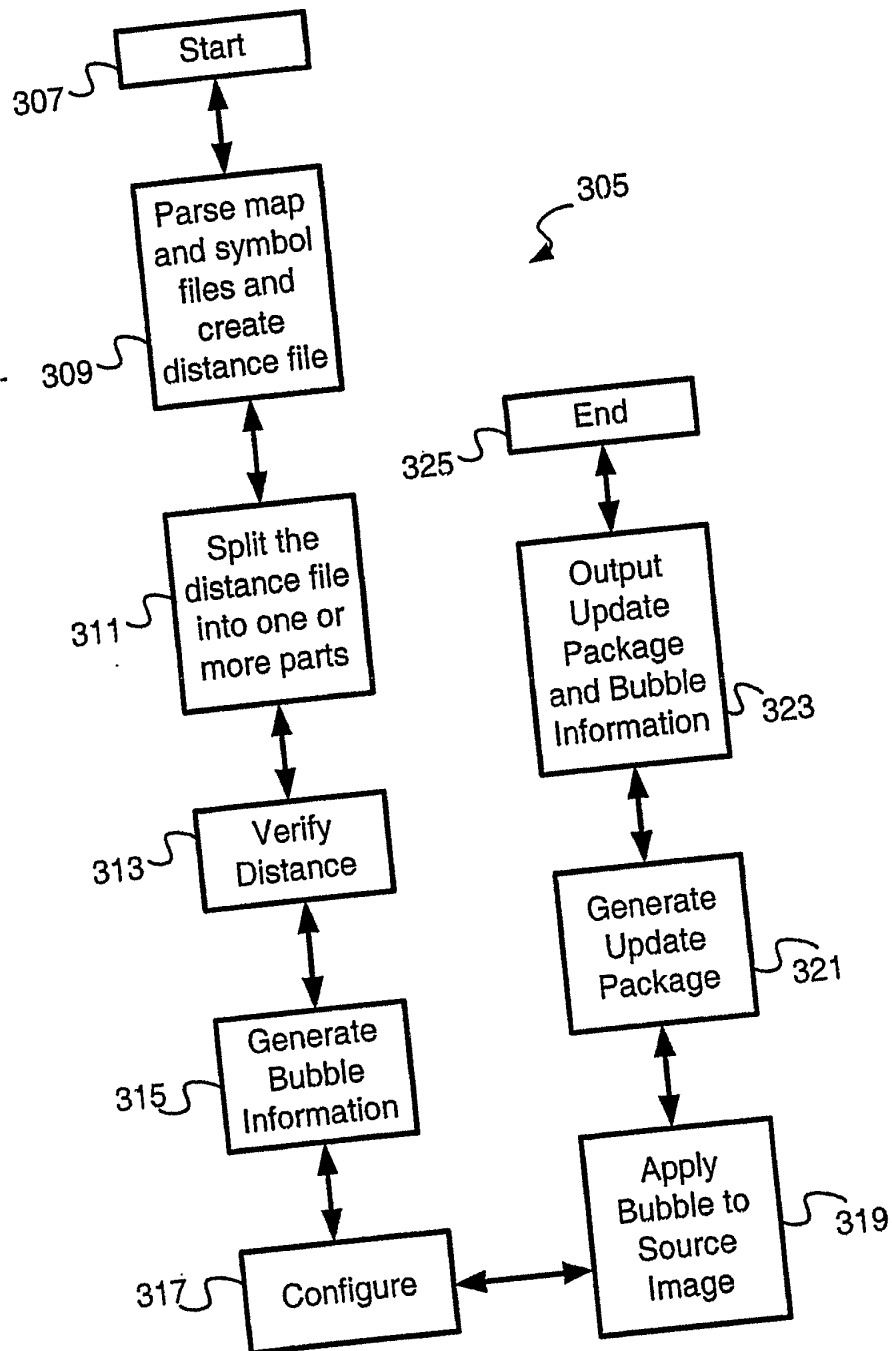 Start
307
Parse map
and symbol
files and
create
distance file
309
305
Split the
distance file
into one or
more parts
311
Verify
Distance
313
Generate
Bubble
Information
315
Configure
317
Apply
Bubble to
Source
Image
319
Generate
Update
Package
321
Output
Update
Package
and Bubble
Information
323
End
325